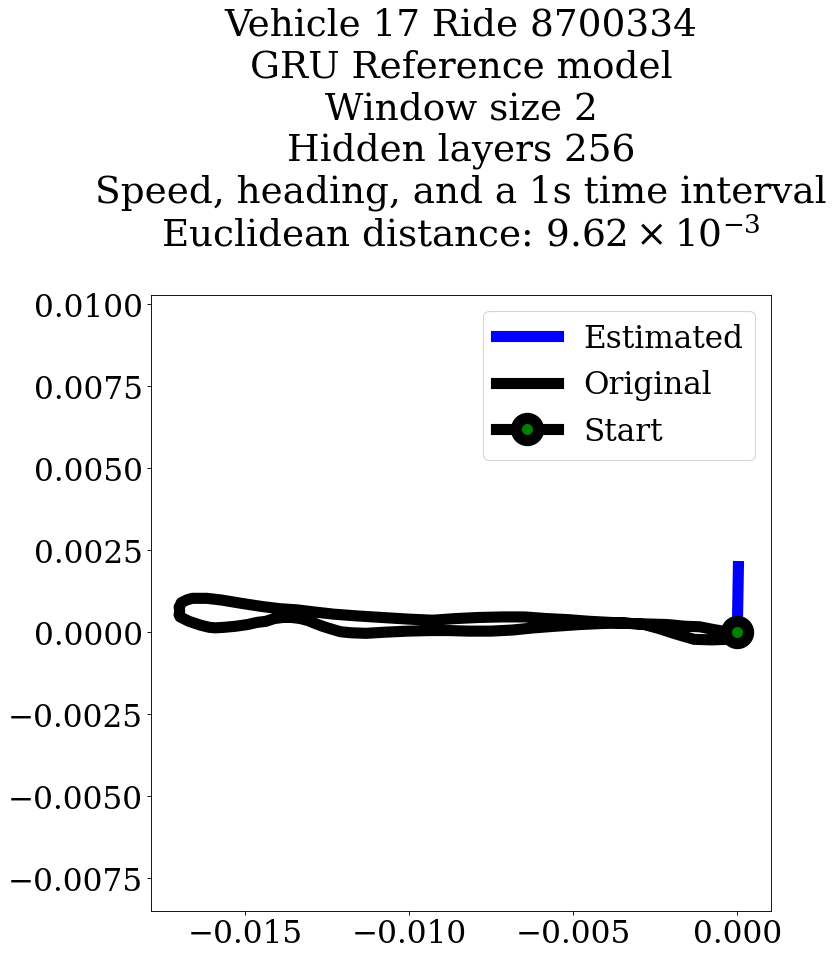 Vehicle 17 Ride 8700334
GRU Reference model
Window size 2
Hidden layers 256
Speed, heading, and a 1s time interval
Euclidean distance: 9.62 × 10⁻³
0.0100
0.0075
0.0050
0.0025
0.0000
−0.0025
−0.0050
−0.0075
Estimated
Original
Start
−0.015
−0.010
−0.005
0.000